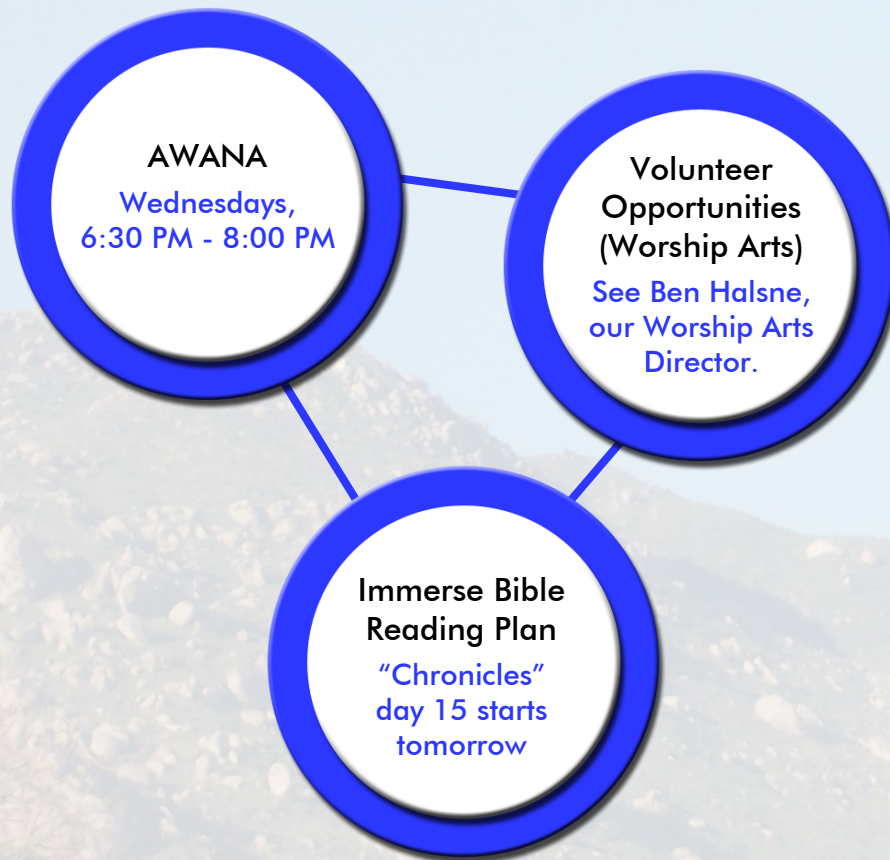 AWANA
Wednesdays,
6:30 PM - 8:00 PM
Volunteer
Opportunities
(Worship Arts)
See Ben Halsne,
our Worship Arts
Director.
Immerse Bible
Reading Plan
“Chronicles”
day 15 starts
tomorrow